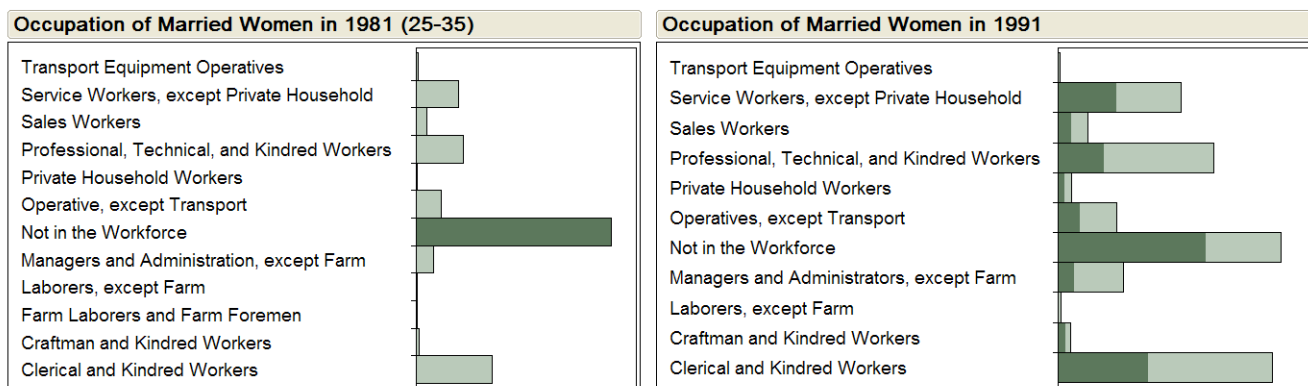 Occupation of Married Women in 1981 (25-35)
Transport Equipment Operatives
Service Workers, except Private Household
Sales Workers
Professional, Technical, and Kindred Workers
Private Household Workers
Operative, except Transport
Not in the Workforce
Managers and Administration, except Farm
Laborers, except Farm
Farm Laborers and Farm Foremen
Craftman and Kindred Workers
Clerical and Kindred Workers
Occupation of Married Women in 1991
Transport Equipment Operatives
Service Workers, except Private Household
Sales Workers
Professional, Technical, and Kindred Workers
Private Household Workers
Operatives, except Transport
Not in the Workforce
Managers and Administrators, except Farm
Laborers, except Farm
Craftman and Kindred Workers
Clerical and Kindred Workers